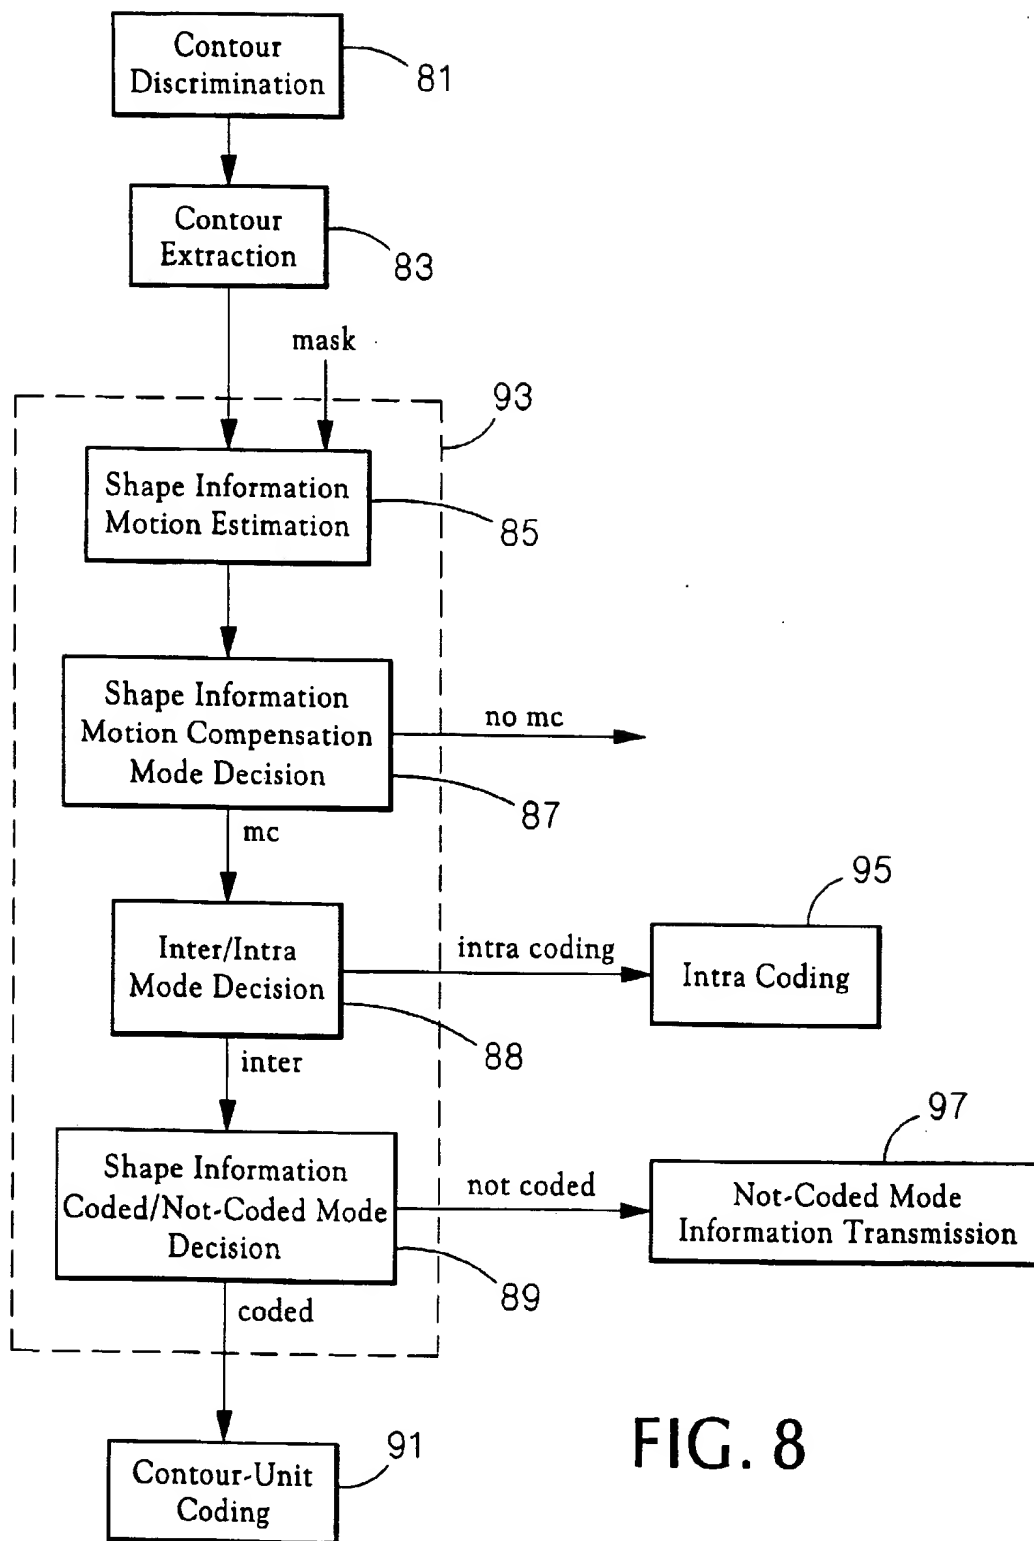 Contour
Discrimination
81
Contour
Extraction
83
mask
93
Shape Information
Motion Estimation
85
Shape Information
Motion Compensation
Mode Decision
no mc
87
mc
95
Inter/Intra
Mode Decision
intra coding
Intra Coding
88
inter
97
Shape Information
Coded/Not-Coded Mode
Decision
not coded
Not-Coded Mode
Information Transmission
89
coded
91
Contour-Unit
Coding
FIG. 8